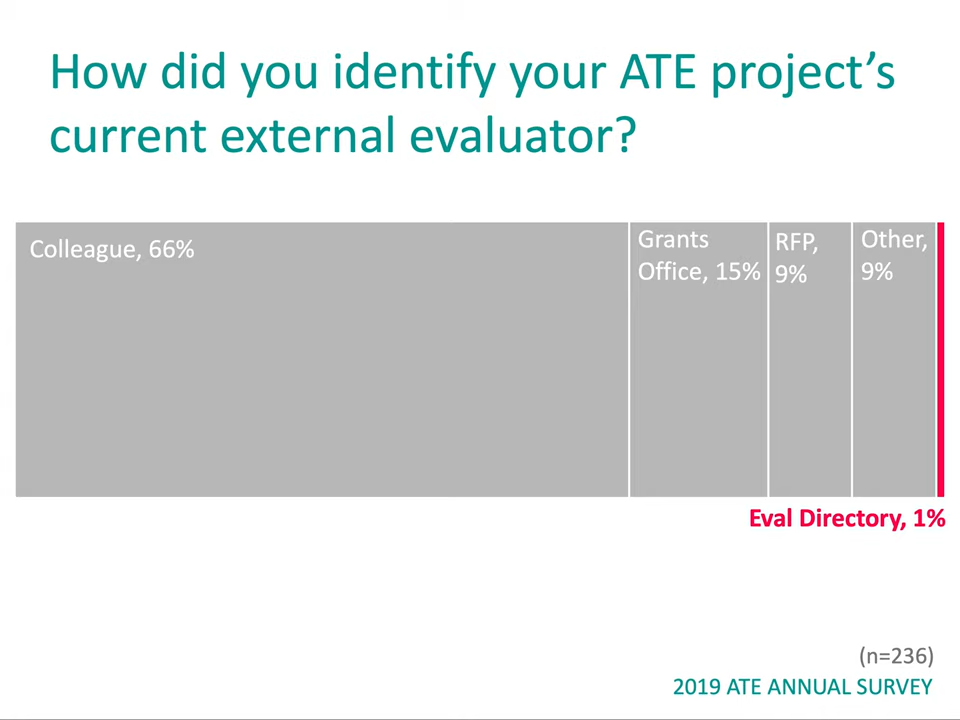 How did you identify your ATE project’s
current external evaluator?
Colleague, 66%
Grants
Office, 15%
RFP,
9%
Other,
9%
Eval Directory, 1%
(n=236)
2019 ATE ANNUAL SURVEY